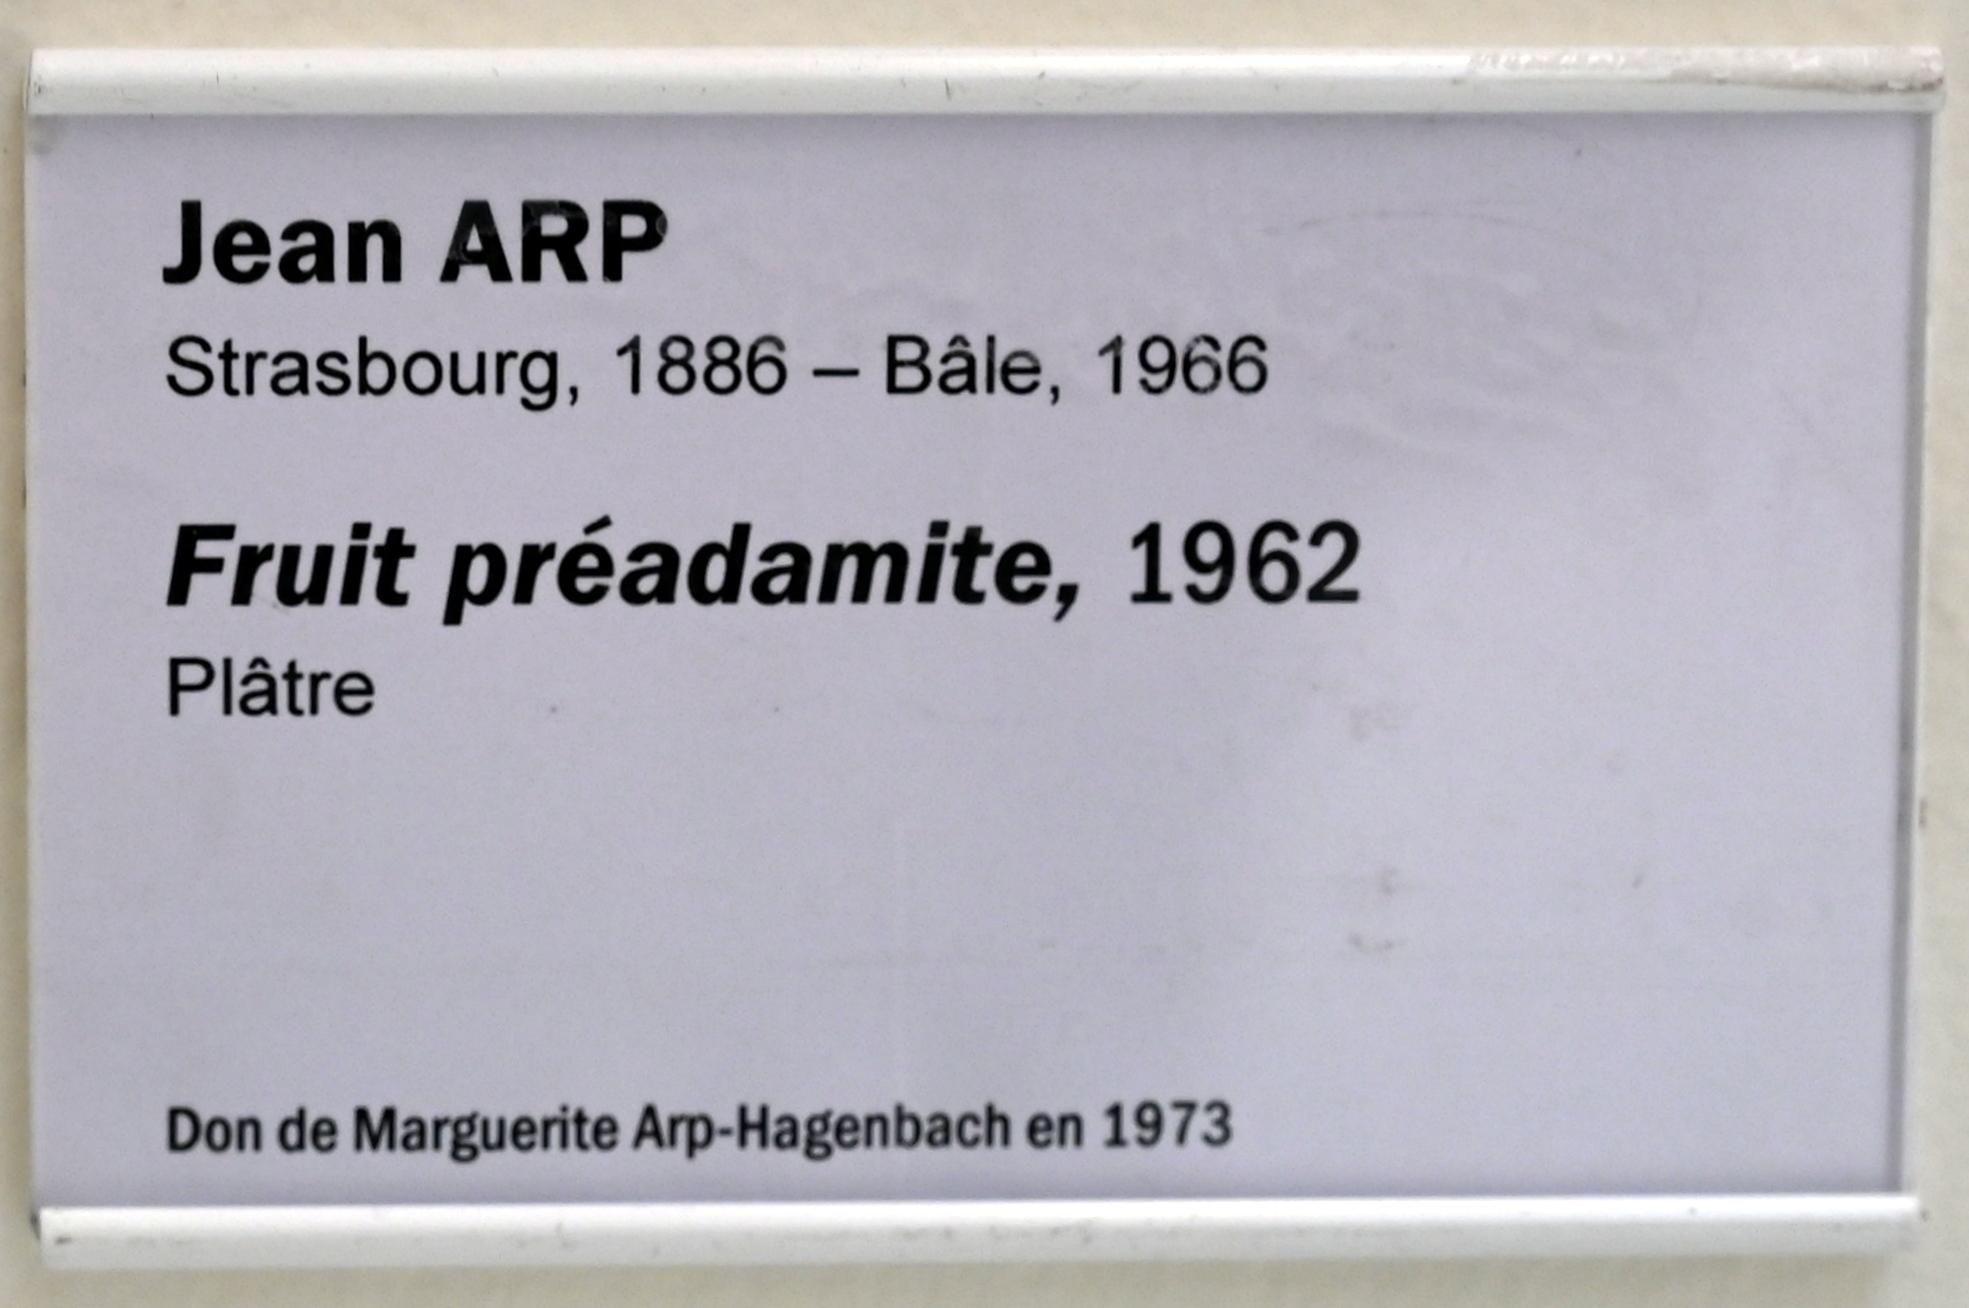 Jean ARP
Strasbourg, 1886 – Bâle, 1966
Fruit préadamite, 1962
Plâtre
Don de Marguerite Arp-Hagenbach en 1973